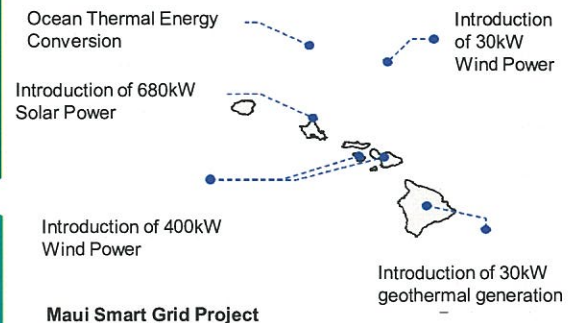 Ocean Thermal Energy
Conversion
Introduction
of 30kW
Wind Power
Introduction of 680kW
Solar Power
Introduction of 400kW
Wind Power
Introduction of 30kW
geothermal generation
Maui Smart Grid Project